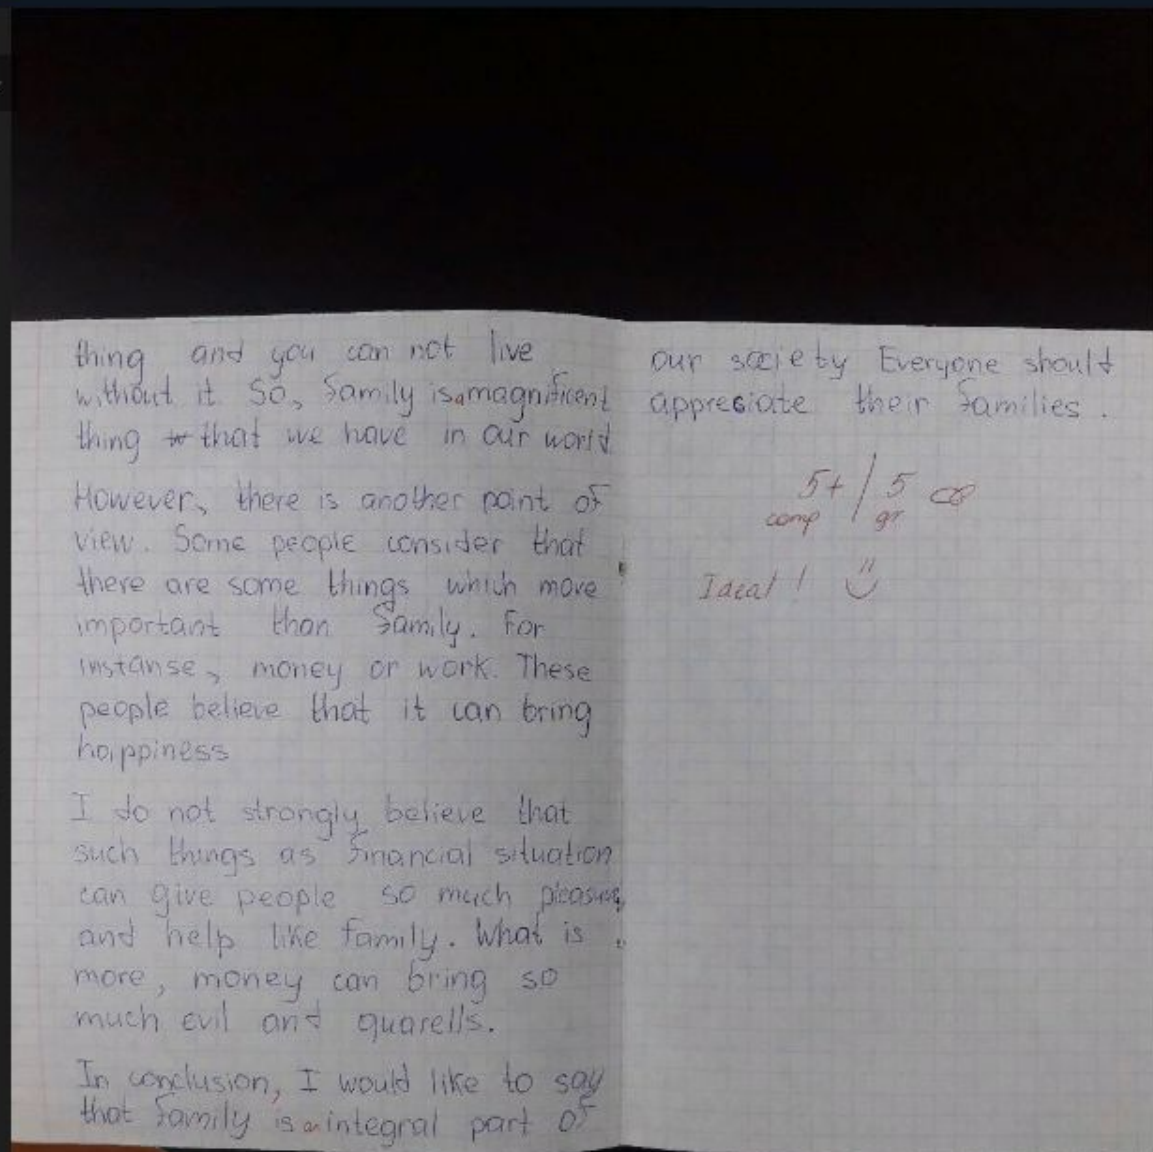 thing and you can not live
without it. So, family is a magnificent
thing that we have in our world
However, there is another point of
view. Some people consider that
there are some things which more
important than family. For
instanse, money or work. These
people believe that it can bring
happiness
I do not strongly believe that
such things as financial situation
can give people so much pleasure
and help like family. What is
more, money can bring so
much evil and quarells.
In conclusion, I would like to say
that family is an integral part of
our society Everyone should
appresiate their families.
5+ / 5
comp gr
Ideal!